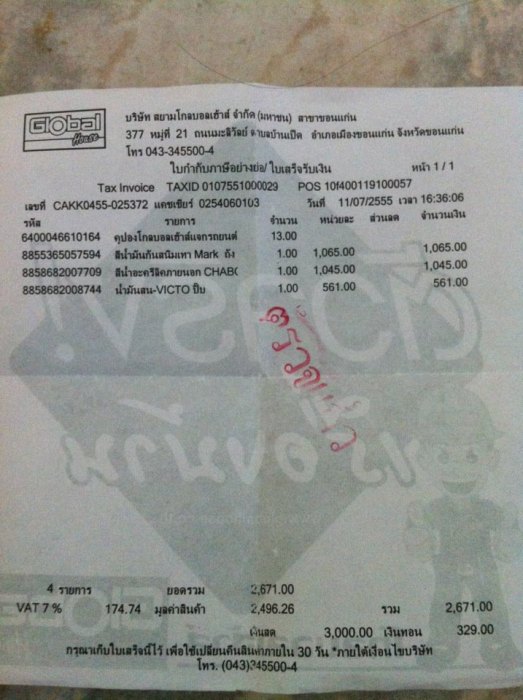 Global
House
บริษัท สยามโกลบอลเฮ้าส์ จำกัด (มหาชน) สาขาขอนแก่น
377 หมู่ที่ 21 ถนนมะลิวัลย์ ตำบลบ้านเป็ด อำเภอเมืองขอนแก่น จังหวัดขอนแก่น
โทร 043-345500-4
ใบกำกับภาษีอย่างย่อ/ ใบเสร็จรับเงิน หน้า 1 / 1
Tax Invoice TAXID 0107551000029 POS 10f400119100057
เลขที่ CAKK0455-025372 แคชเชียร์ 0254060103 วันที่ 11/07/2555 เวลา 16:36:06
รหัส รายการ จำนวน หน่วยละ ส่วนลด จำนวนเงิน
6400046610164 คูปองโกลบอลเฮ้าส์แจกรถยนต์ 13.00
8855365057594 สีน้ำมันกันสนิมเทา Mark ถัง 1.00 1,065.00 1,065.00
8858682007709 สีน้ำอะครีลิคภายนอก CHABC 1.00 1,045.00 1,045.00
8858682008744 น้ำมันสน-VICTO ปี๊บ 1.00 561.00 561.00
ตรวจแล้ว
4 รายการ ยอดรวม 2,671.00
VAT 7 % 174.74 มูลค่าสินค้า 2,496.26 รวม 2,671.00
เงินสด 3,000.00 เงินทอน 329.00
กรุณาเก็บใบเสร็จนี้ไว้ เพื่อใช้เปลี่ยนคืนสินค้าภายใน 30 วัน *ภายใต้เงื่อนไขบริษัท
โทร. (043)345500-4